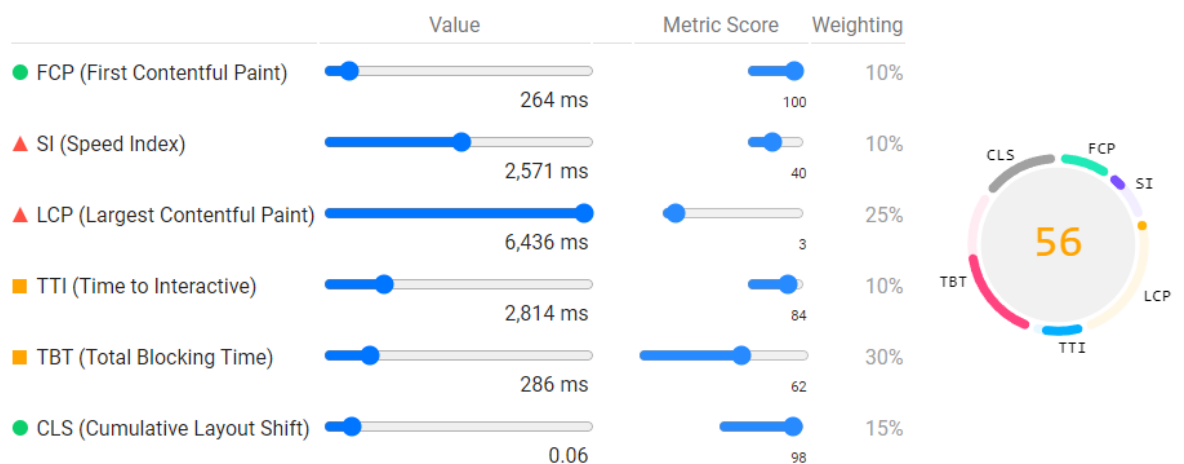 Value Metric Score Weighting
FCP (First Contentful Paint) 10%
264 ms 100
SI (Speed Index) 10%
2,571 ms 40
LCP (Largest Contentful Paint) 25%
6,436 ms 3
TTI (Time to Interactive) 10%
2,814 ms 84
TBT (Total Blocking Time) 30%
286 ms 62
CLS (Cumulative Layout Shift) 15%
0.06 98
CLS FCP
SI
56
TBT
LCP
TTI